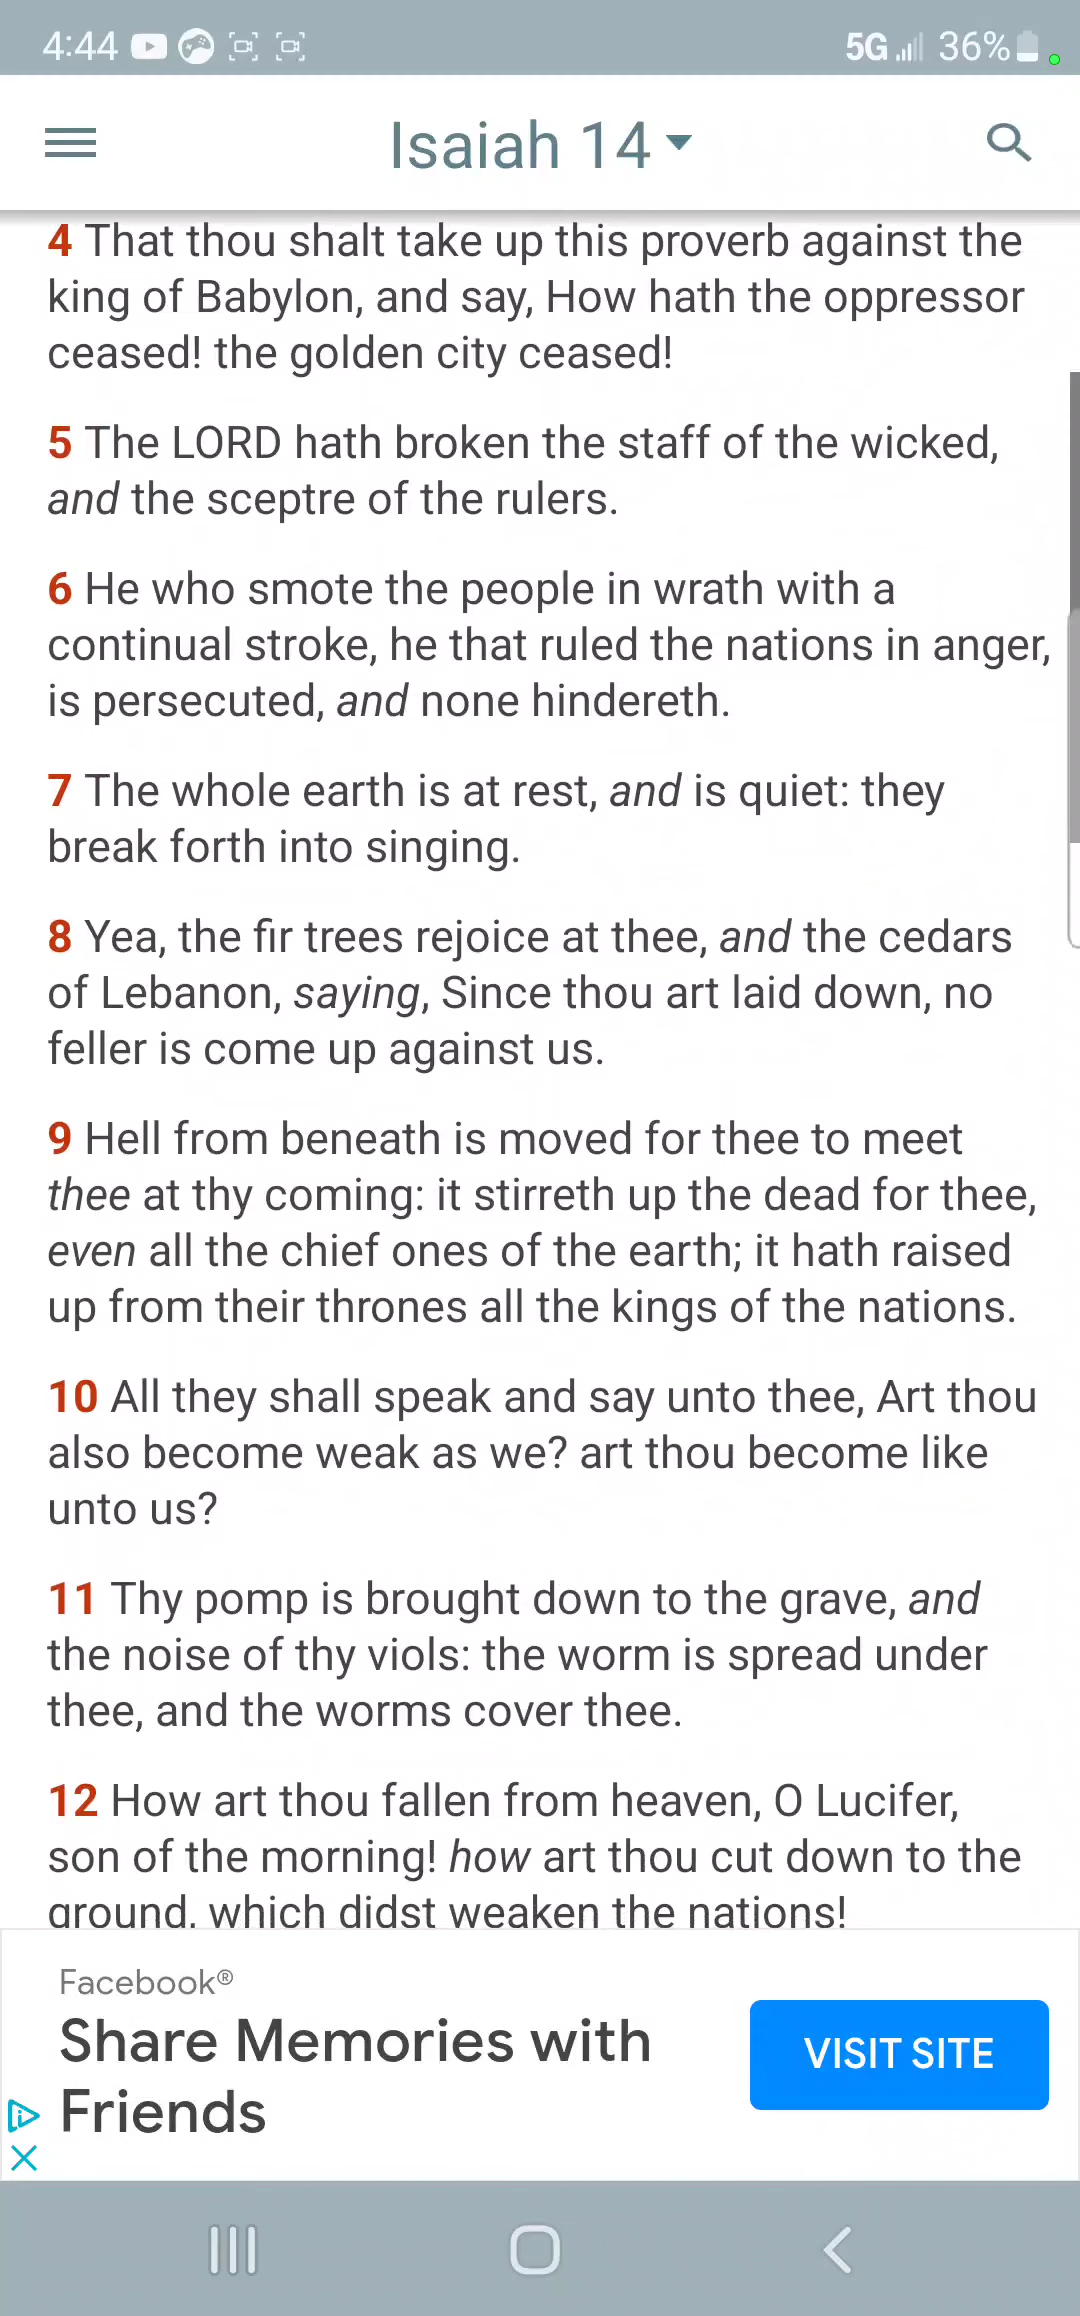 4:44
5G 36%
Isaiah 14
4 That thou shalt take up this proverb against the
king of Babylon, and say, How hath the oppressor
ceased! the golden city ceased!
5 The LORD hath broken the staff of the wicked,
and the sceptre of the rulers.
6 He who smote the people in wrath with a
continual stroke, he that ruled the nations in anger,
is persecuted, and none hindereth.
7 The whole earth is at rest, and is quiet: they
break forth into singing.
8 Yea, the fir trees rejoice at thee, and the cedars
of Lebanon, saying, Since thou art laid down, no
feller is come up against us.
9 Hell from beneath is moved for thee to meet
thee at thy coming: it stirreth up the dead for thee,
even all the chief ones of the earth; it hath raised
up from their thrones all the kings of the nations.
10 All they shall speak and say unto thee, Art thou
also become weak as we? art thou become like
unto us?
11 Thy pomp is brought down to the grave, and
the noise of thy viols: the worm is spread under
thee, and the worms cover thee.
12 How art thou fallen from heaven, O Lucifer,
son of the morning! how art thou cut down to the
ground, which didst weaken the nations!
Facebook®
Share Memories with
Friends
VISIT SITE